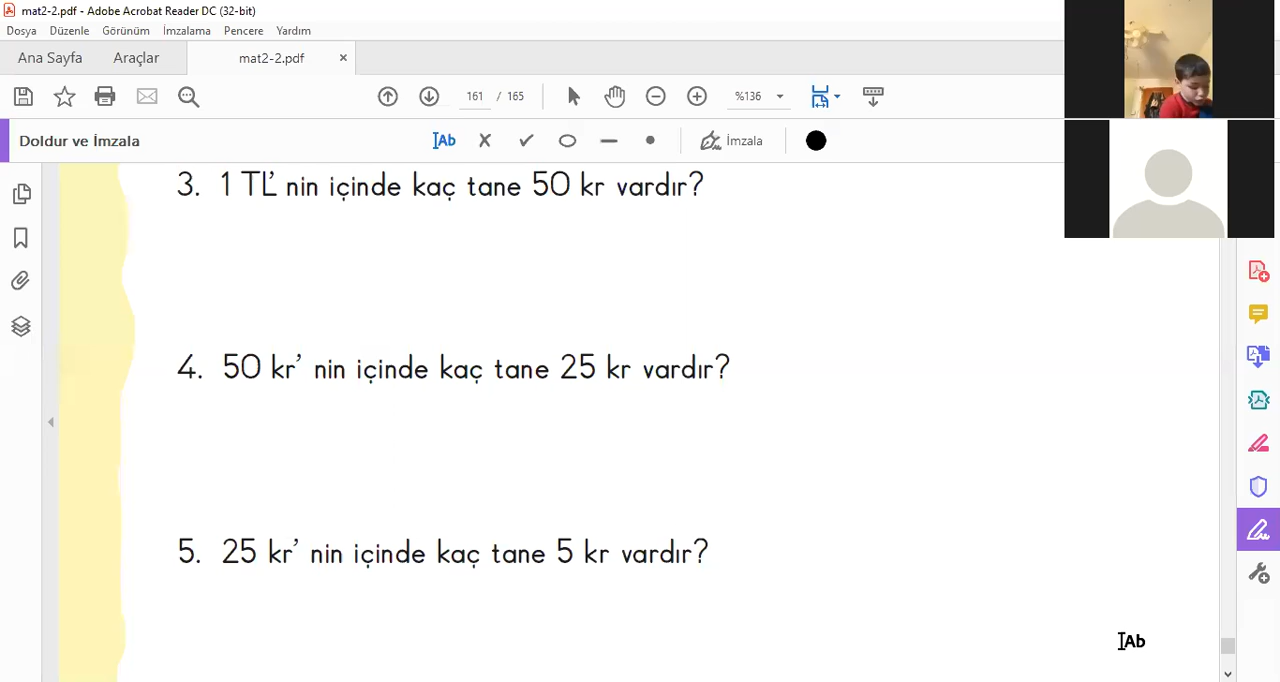 mat2-2.pdf - Adobe Acrobat Reader DC (32-bit)
Dosya Düzenle Görünüm İmzalama Pencere Yardım
Ana Sayfa Araçlar mat2-2.pdf ×
161 / 165 %136
Doldur ve İmzala Ab İmzala
3. 1 TL’ nin içinde kaç tane 50 kr vardır?
4. 50 kr’ nin içinde kaç tane 25 kr vardır?
5. 25 kr’ nin içinde kaç tane 5 kr vardır?
Ab